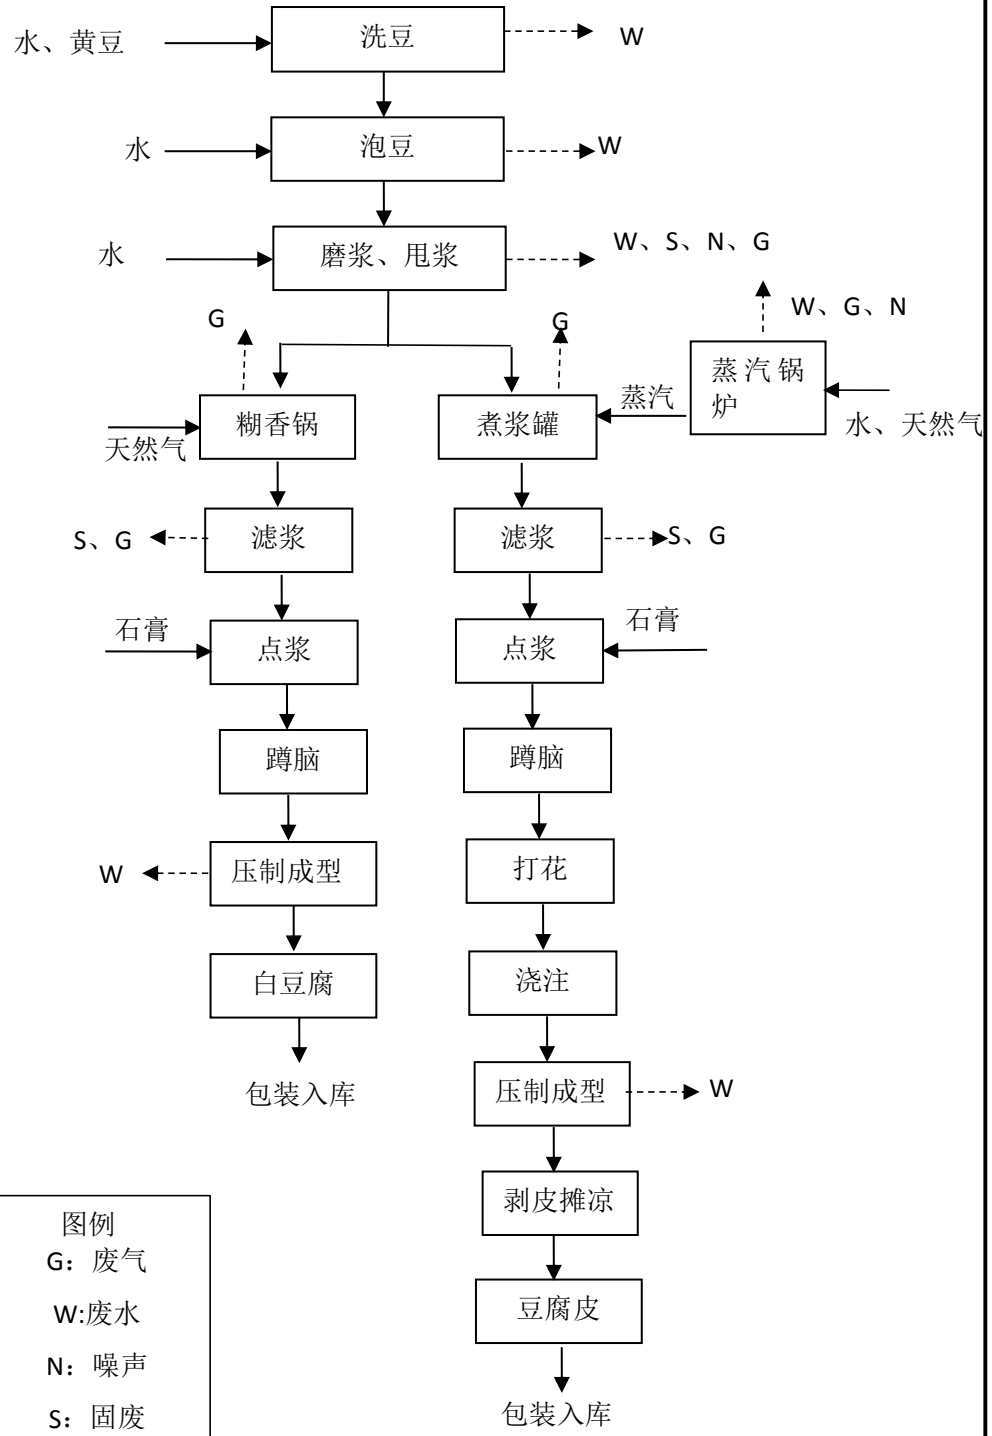 洗豆
W
水、黄豆
泡豆
W
水
磨浆、甩浆
W、S、N、G
水
G
G
W、G、N
蒸汽锅
炉
蒸汽
水、天然气
糊香锅
天然气
煮浆罐
滤浆
S、G
滤浆
S、G
石膏
点浆
点浆
石膏
蹲脑
蹲脑
W
压制成型
打花
白豆腐
浇注
包装入库
压制成型
W
剥皮摊凉
豆腐皮
包装入库
图例
G：废气
W:废水
N：噪声
S：固废